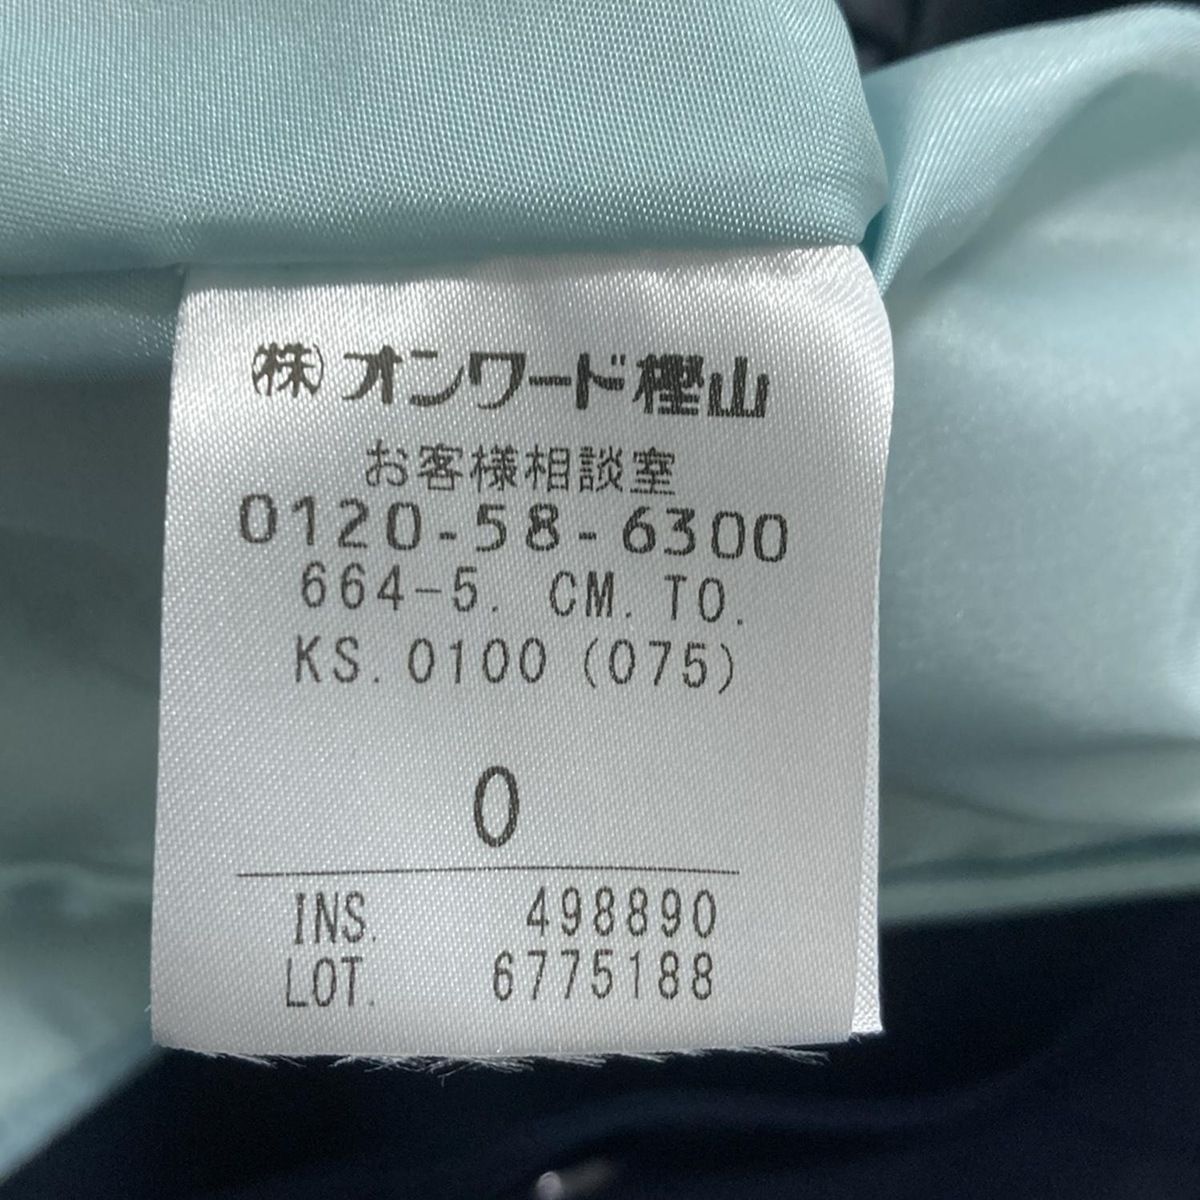 ㈱オンワード樫山
お客様相談室
0120-58-6300
664-5. CM. TO.
KS. 0100 (075)
0
INS. 498890
LOT. 6775188